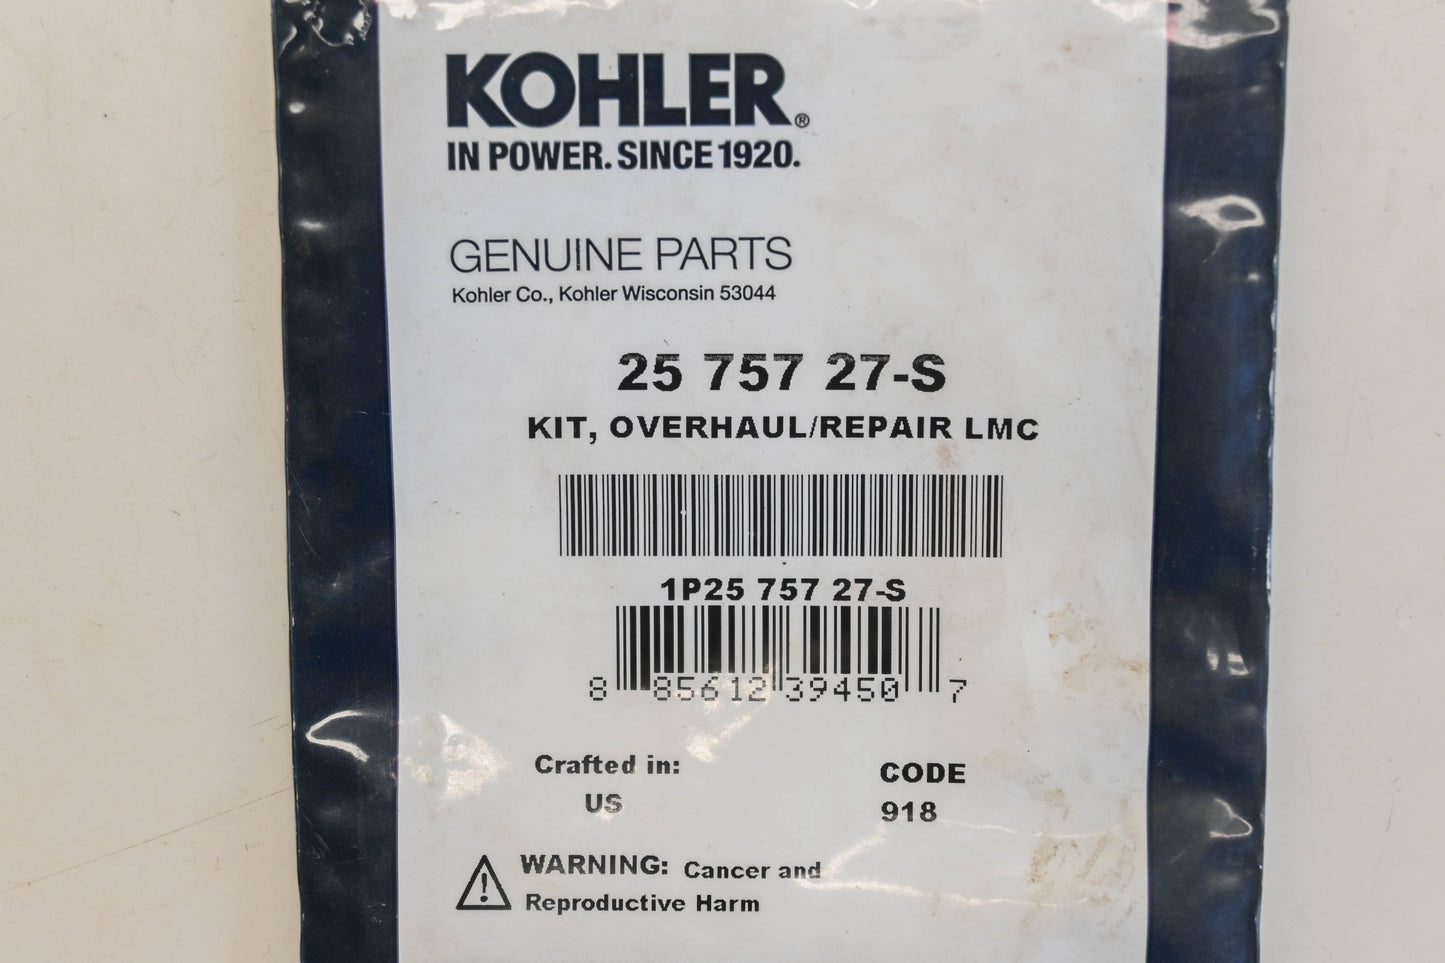 KOHLER®
IN POWER. SINCE 1920.
GENUINE PARTS
Kohler Co., Kohler Wisconsin 53044
25 757 27-S
KIT, OVERHAUL/REPAIR LMC
1P25 757 27-S
8 85612 39450 7
Crafted in:
US
CODE
918
WARNING: Cancer and
Reproductive Harm